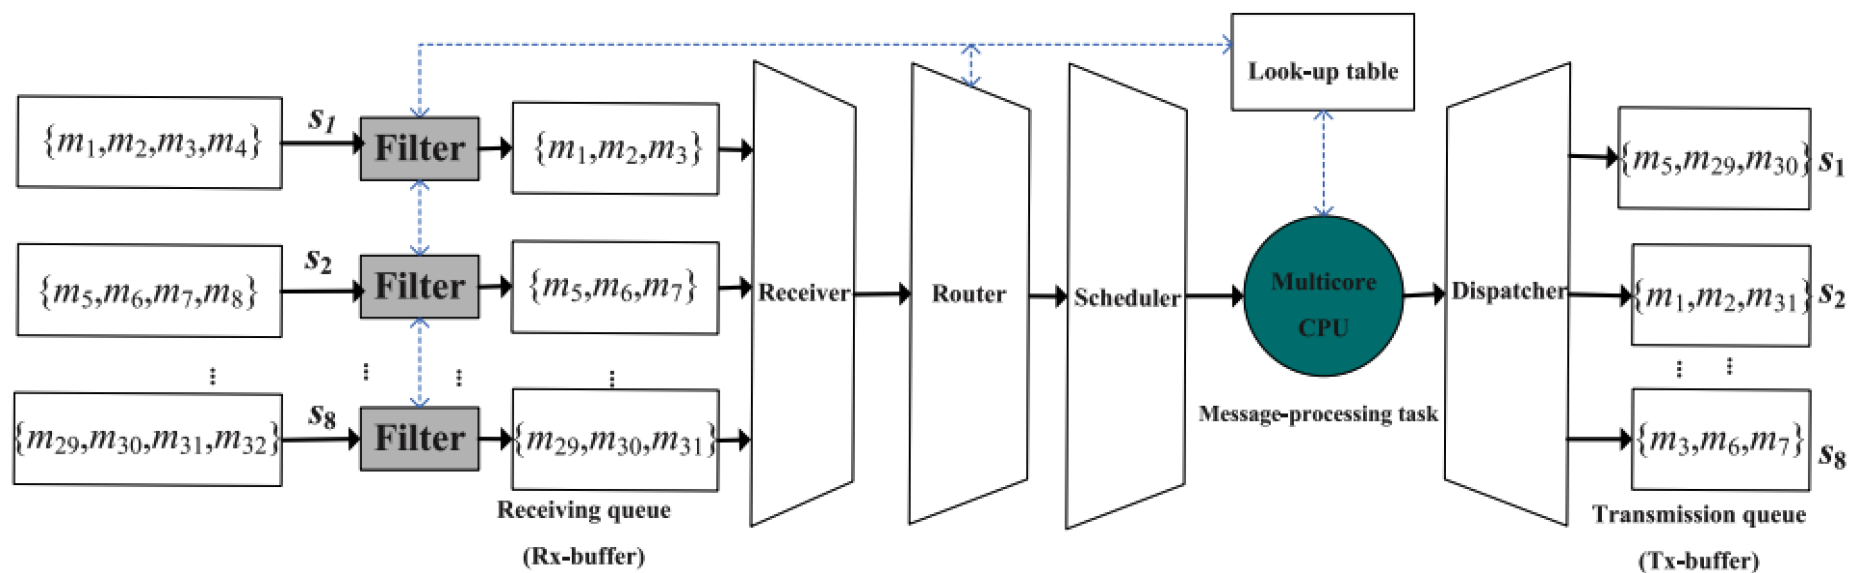 Look-up table
{m₁,m₂,m₃,m₄}
s₁
Filter
{m₁,m₂,m₃}
{m₅,m₂₉,m₃₀}
s₁
{m₅,m₆,m₇,m₈}
s₂
Filter
{m₅,m₆,m₇}
Receiver
Router
Scheduler
Multicore
CPU
Dispatcher
{m₁,m₂,m₃₁}
s₂
...
...
...
...
...
...
{m₂₉,m₃₀,m₃₁,m₃₂}
s₈
Filter
{m₂₉,m₃₀,m₃₁}
Message-processing task
{m₃,m₆,m₇}
s₈
Receiving queue
(Rx-buffer)
Transmission queue
(Tx-buffer)